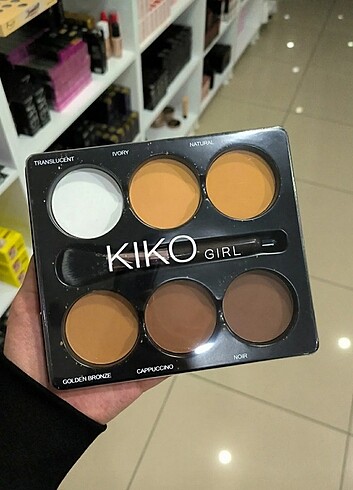 TRANSLUCENT
IVORY
NATURAL
KIKO GIRL
GOLDEN BRONZE
CAPPUCCINO
NOIR